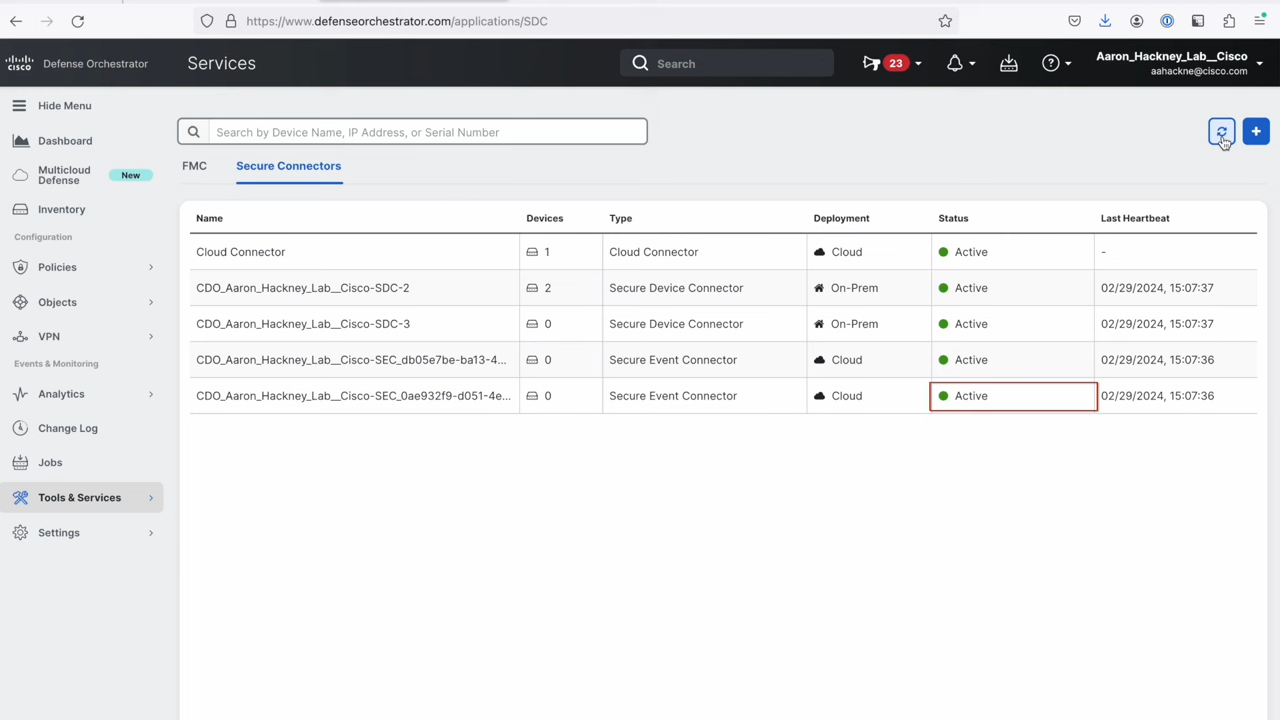 https://www.defenseorchestrator.com/applications/SDC
CISCO Defense Orchestrator
Services
Search
23
Aaron_Hackney_Lab__Cisco
aahackne@cisco.com
Hide Menu
Dashboard
Multicloud
Defense
New
Inventory
Configuration
Policies
Objects
VPN
Events & Monitoring
Analytics
Change Log
Jobs
Tools & Services
Settings
Search by Device Name, IP Address, or Serial Number
FMC Secure Connectors
Name Devices Type Deployment Status Last Heartbeat
Cloud Connector 1 Cloud Connector Cloud Active -
CDO_Aaron_Hackney_Lab__Cisco-SDC-2 2 Secure Device Connector On-Prem Active 02/29/2024, 15:07:37
CDO_Aaron_Hackney_Lab__Cisco-SDC-3 0 Secure Device Connector On-Prem Active 02/29/2024, 15:07:37
CDO_Aaron_Hackney_Lab__Cisco-SEC_db05e7be-ba13-4... 0 Secure Event Connector Cloud Active 02/29/2024, 15:07:36
CDO_Aaron_Hackney_Lab__Cisco-SEC_0ae932f9-d051-4e... 0 Secure Event Connector Cloud Active 02/29/2024, 15:07:36